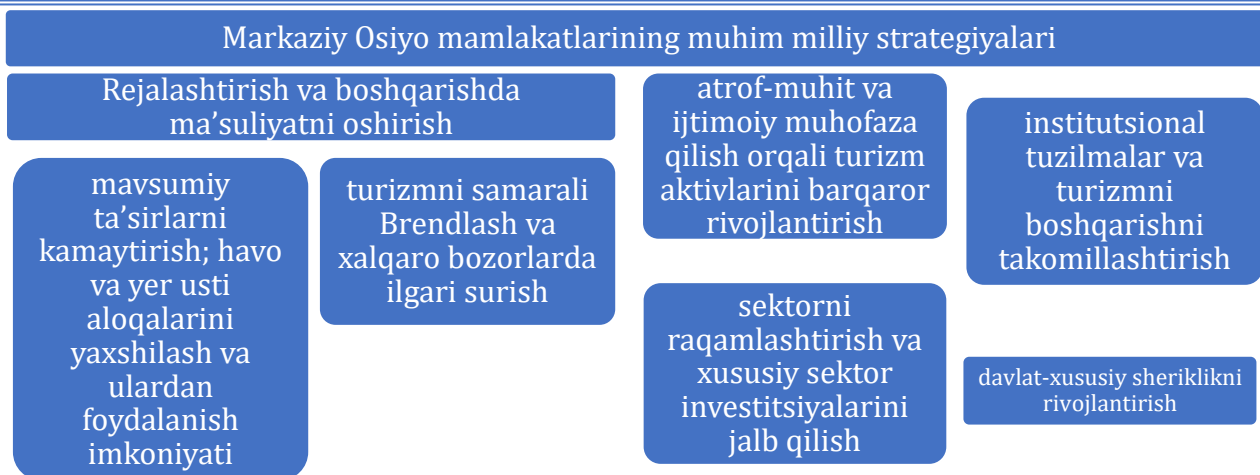 Markaziy Osiyo mamlakatlarining muhim milliy strategiyalari
Rejalashtirish va boshqarishda
ma’suliyatni oshirish
mavsumiy
ta’sirlarni
kamaytirish; havo
va yer usti
aloqalarini
yaxshilash va
ulardan
foydalanish
imkoniyati
turizmni samarali
Brendlash va
xalqaro bozorlarda
ilgari surish
atrof-muhit va
ijtimoiy muhofaza
qilish orqali turizm
aktivlarini barqaror
rivojlantirish
sektorni
raqamlashtirish va
xususiy sektor
investitsiyalarini
jalb qilish
institutsional
tuzilmalar va
turizmni
boshqarishni
takomillashtirish
davlat-xususiy sheriklikni
rivojlantirish